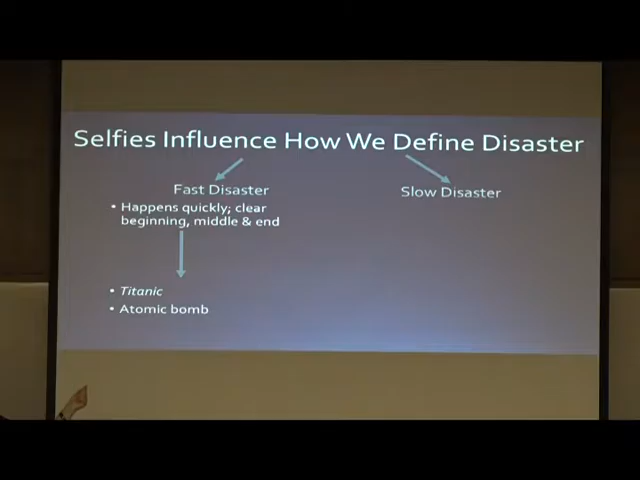 Selfies Influence How We Define Disaster
Fast Disaster
• Happens quickly; clear
beginning, middle & end
• Titanic
• Atomic bomb
Slow Disaster